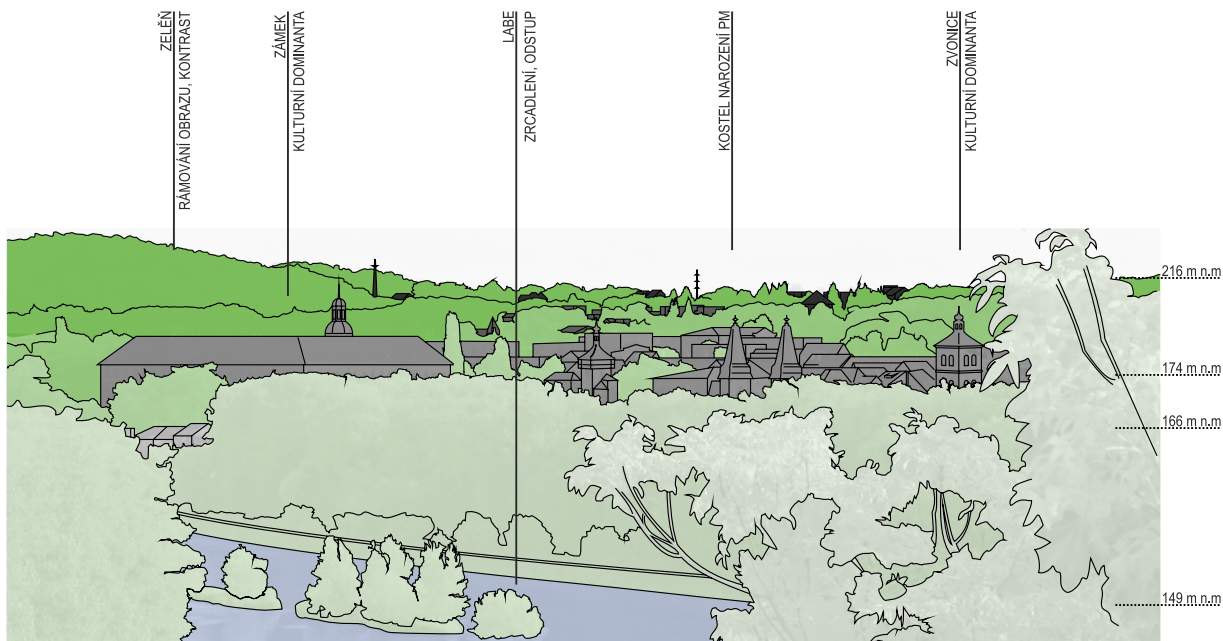 ZELĚŇ
RÁMOVÁNÍ OBRAZU, KONTRAST
ZÁMEK
KULTURNÍ DOMINANTA
LABE
ZRCADLENÍ, ODSTUP
KOSTEL NAROZENÍ PM
ZVONICE
KULTURNÍ DOMINANTA
216 m n.m
174 m n.m
166 m n.m
149 m n.m